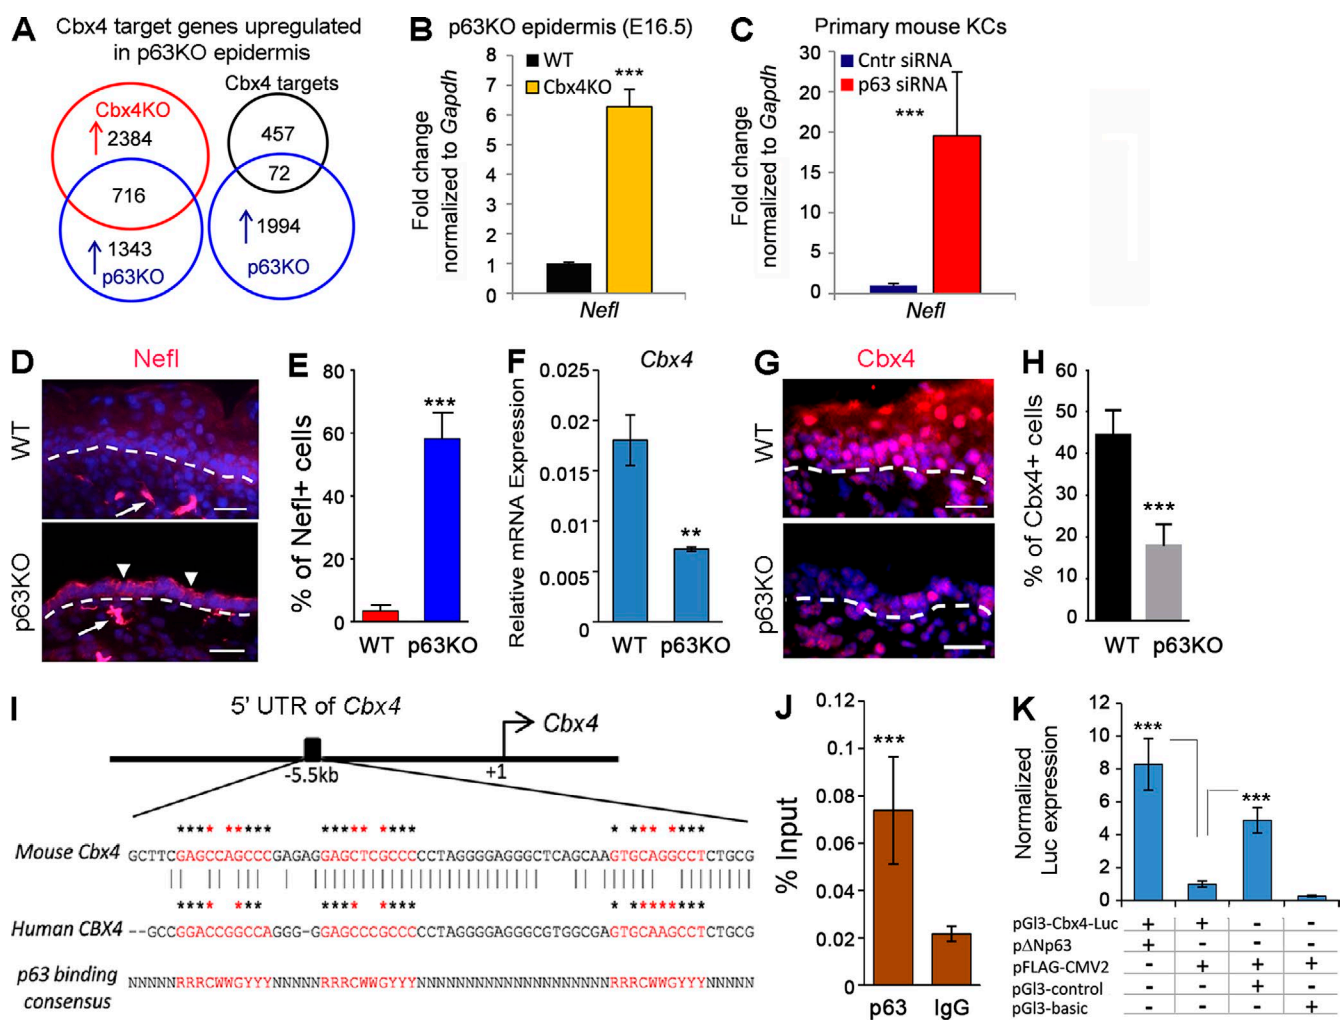 A
Cbx4 target genes upregulated
in p63KO epidermis
Cbx4KO
2384
716
1343
p63KO
Cbx4 targets
457
72
1994
p63KO
B
p63KO epidermis (E16.5)
Fold change
normalized to Gapdh
8
7
6
5
4
3
2
1
0
WT
Cbx4KO
***
Nefl
C
Primary mouse KCs
Fold change
normalized to Gapdh
30
25
20
15
10
5
0
Cntr siRNA
p63 siRNA
***
Nefl
D
Nefl
WT
p63KO
E
% of Nefl+ cells
80
60
40
20
0
***
WT p63KO
F
Cbx4
Relative mRNA Expression
0.025
0.02
0.015
0.01
0.005
0
**
WT p63KO
G
Cbx4
WT
p63KO
H
% of Cbx4+ cells
60
50
40
30
20
10
0
***
WT p63KO
I
5' UTR of Cbx4
Cbx4
-5.5kb
+1
***** ** * ********** * ******
Mouse Cbx4 GCTTCGAGCCAGCCCGAGAGGAGCTCGCCCCCTAGGGGAGGGCTCAGCAAGTGCAGGCCTCTGCG
Human CBX4 --GCCGGACCGGCCAGGG-GGAGCCCGCCCCCTAGGGGAGGGCGTGGCGAGTGCAAGCCTCTGCG
p63 binding
consensus
NNNNNRRRCWWGYYYNNNNNRRRCWWGYYYNNNNNNNNNNNNNNNNNNNNNRRRCWWGYYYNNNNN
J
% Input
0.12
0.1
0.08
0.06
0.04
0.02
0
***
p63 IgG
K
Normalized
Luc expression
12
10
8
6
4
2
0
***
***
pGl3-Cbx4-Luc + + - -
pΔNp63 + - - -
pFLAG-CMV2 - + + +
pGl3-control - - + -
pGl3-basic - - - +